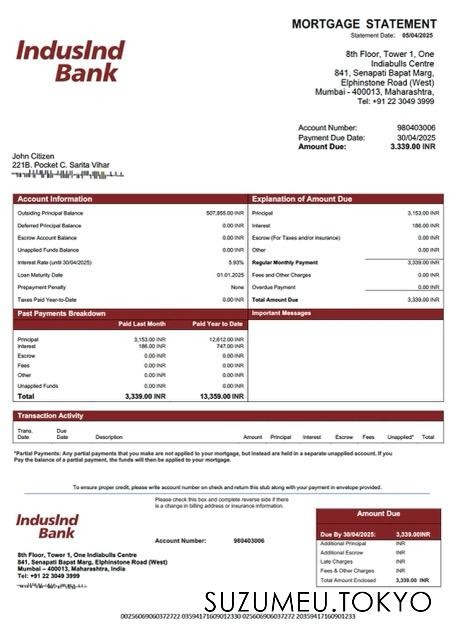 MORTGAGE STATEMENT
Statement Date: 05/04/2025
IndusInd
Bank
8th Floor, Tower 1, One
Indiabulls Centre
841, Senapati Bapat Marg,
Elphinstone Road (West)
Mumbai - 400013, Maharashtra,
Tel: +91 22 3049 3999
Account Number: 980403006
Payment Due Date: 30/04/2025
Amount Due: 3.339.00 INR
John Citizen
221B. Pocket C. Sarita Vihar
Account Information
Outsiding Principal Balance 507,855.00 INR
Deferred Principal Balance 0.00 INR
Escrow Account Balance 0.00 INR
Unapplied Funds Balance 0.00 INR
Interest Rate (until 30/04/2025) 5.93%
Loan Maturity Date 01.01.2025
Prepayment Penalty None
Taxes Paid Year-to-Date 0.00 INR
Explanation of Amount Due
Principal 3,153.00 INR
Interest 186.00 INR
Escrow (For Taxes and/or insurance) 0.00 INR
Other 0.00 INR
Regular Monthly Payment 3,339.00 INR
Fees and Other Charges 0.00 INR
Overdue Payment 0.00 INR
Total Amount Due 3,339.00 INR
Past Payments Breakdown
Paid Last Month Paid Year to Date
Principal 3,153.00 INR 12,612.00 INR
Interest 186.00 INR 747.00 INR
Escrow 0.00 INR 0.00 INR
Fees 0.00 INR 0.00 INR
Other 0.00 INR 0.00 INR
Unapplied Funds 0.00 INR 0.00 INR
Total 3,339.00 INR 13,359.00 INR
Important Messages
Transaction Activity
Trans. Date Due Date Description Amount Principal Interest Escrow Fees Unapplied* Total
*Partial Payments: Any partial payments that you make are not applied to your mortgage, but instead are held in a separate unapplied account. If you
Pay the balance of a partial payment, the funds will then be applied to your mortgage.
To ensure proper credit, please write account number on check and return this stub along with your payment in envelope provided.
Please check this box and complete reverse side if there
is a change in billing address or insurance information.
IndusInd
Bank
Account Number: 980403006
8th Floor, Tower 1, One Indiabulls Centre
841, Senapati Bapat Marg, Elphinstone Road (West)
Mumbai - 400013, Maharashtra, India
Tel: +91 22 3049 3999
Amount Due
Due By 30/04/2025: 3,339.00INR
Additional Principal INR
Additional Escrow INR
Late Charges INR
Fees & Other Charges INR
Total Amount Enclosed 3,339.00 INR
SUZUMEU.TOKYO